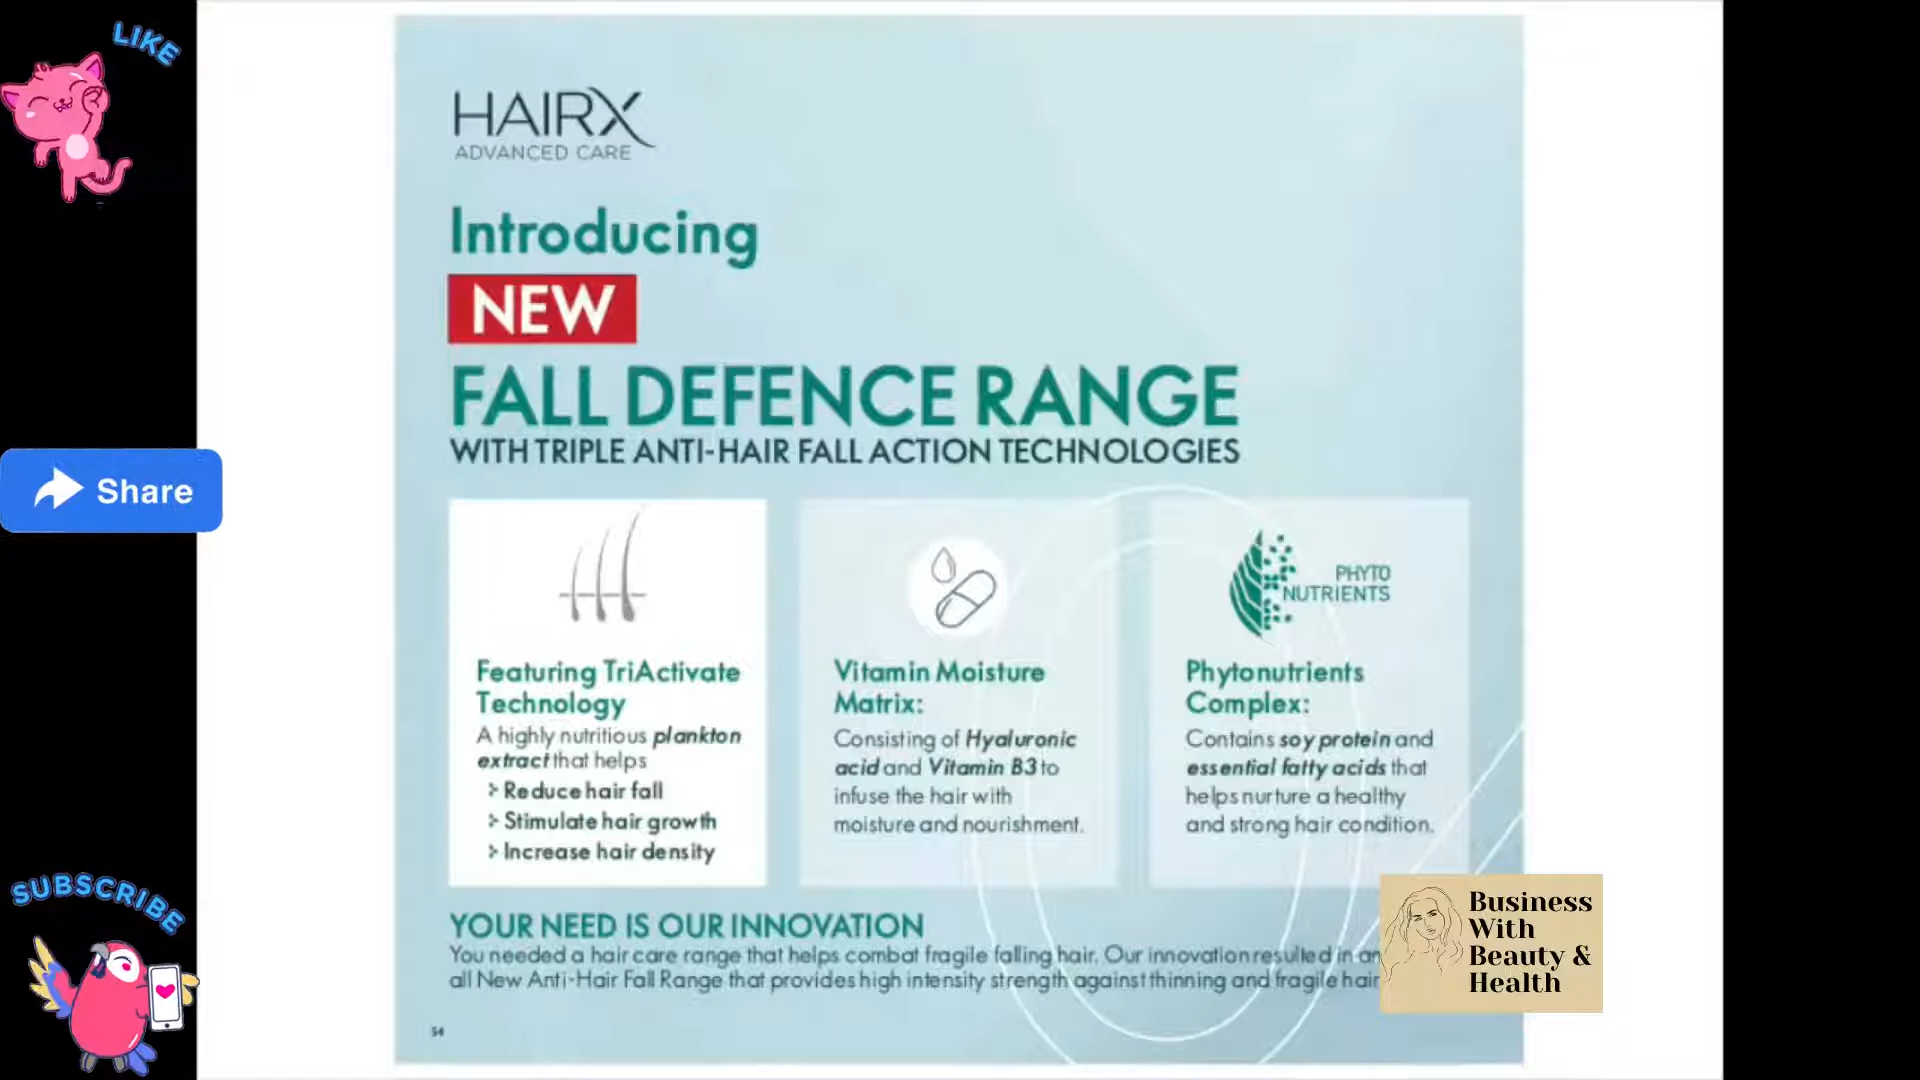 LIKE
HAIRX
ADVANCED CARE
Introducing
NEW
FALL DEFENCE RANGE
WITH TRIPLE ANTI-HAIR FALL ACTION TECHNOLOGIES
Share
Featuring TriActivate
Technology
A highly nutritious plankton
extract that helps
> Reduce hair fall
> Stimulate hair growth
> Increase hair density
Vitamin Moisture
Matrix:
Consisting of Hyaluronic
acid and Vitamin B3 to
infuse the hair with
moisture and nourishment.
PHYTO
NUTRIENTS
Phytonutrients
Complex:
Contains soy protein and
essential fatty acids that
helps nurture a healthy
and strong hair condition.
YOUR NEED IS OUR INNOVATION
You needed a hair care range that helps combat fragile falling hair. Our innovation resulted in an
all New Anti-Hair Fall Range that provides high intensity strength against thinning and fragile hair
54
SUBSCRIBE
Business
With
Beauty &
Health